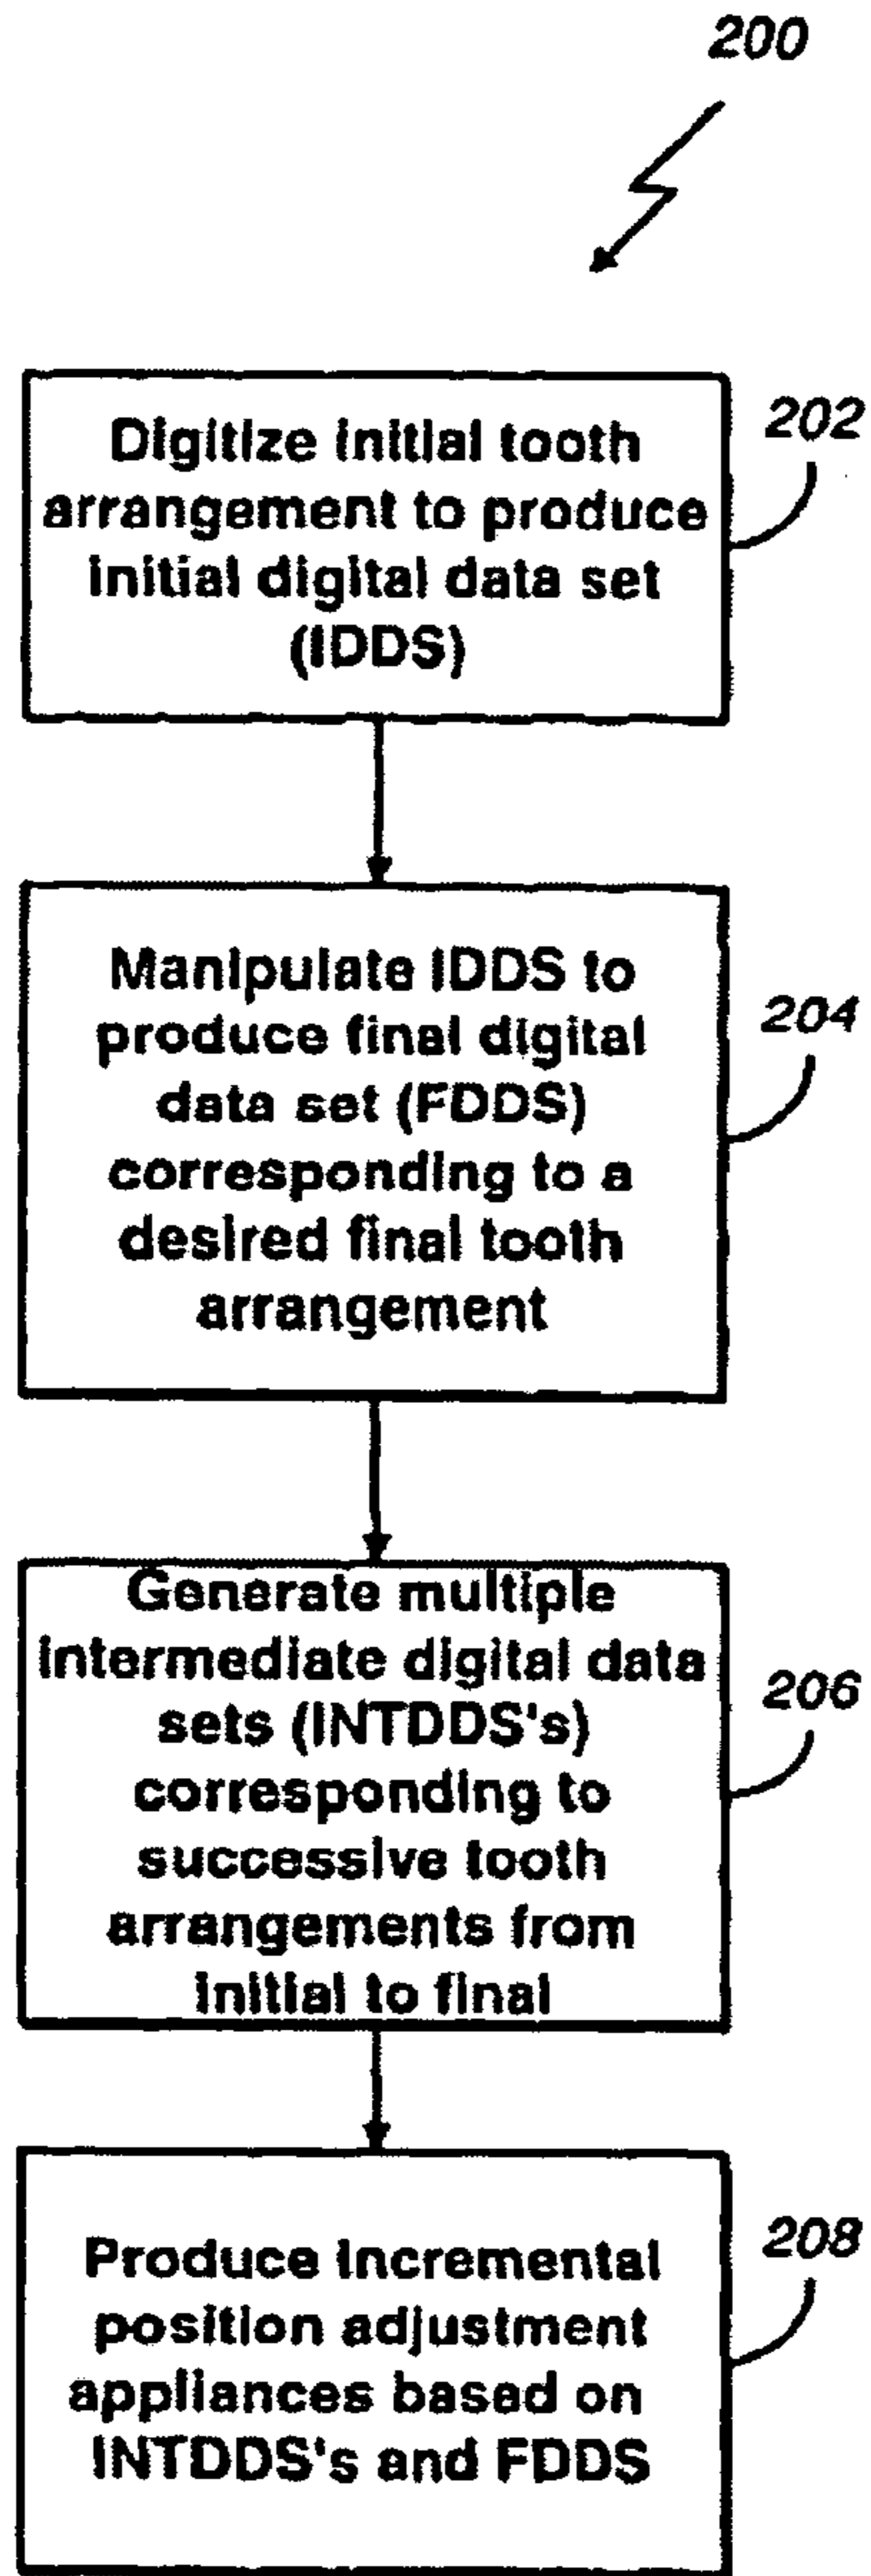 200
202
Digitize initial tooth
arrangement to produce
initial digital data set
(IDDS)
204
Manipulate IDDS to
produce final digital
data set (FDDS)
corresponding to a
desired final tooth
arrangement
206
Generate multiple
intermediate digital data
sets (INTDDS's)
corresponding to
successive tooth
arrangements from
initial to final
208
Produce incremental
position adjustment
appliances based on
INTDDS's and FDDS